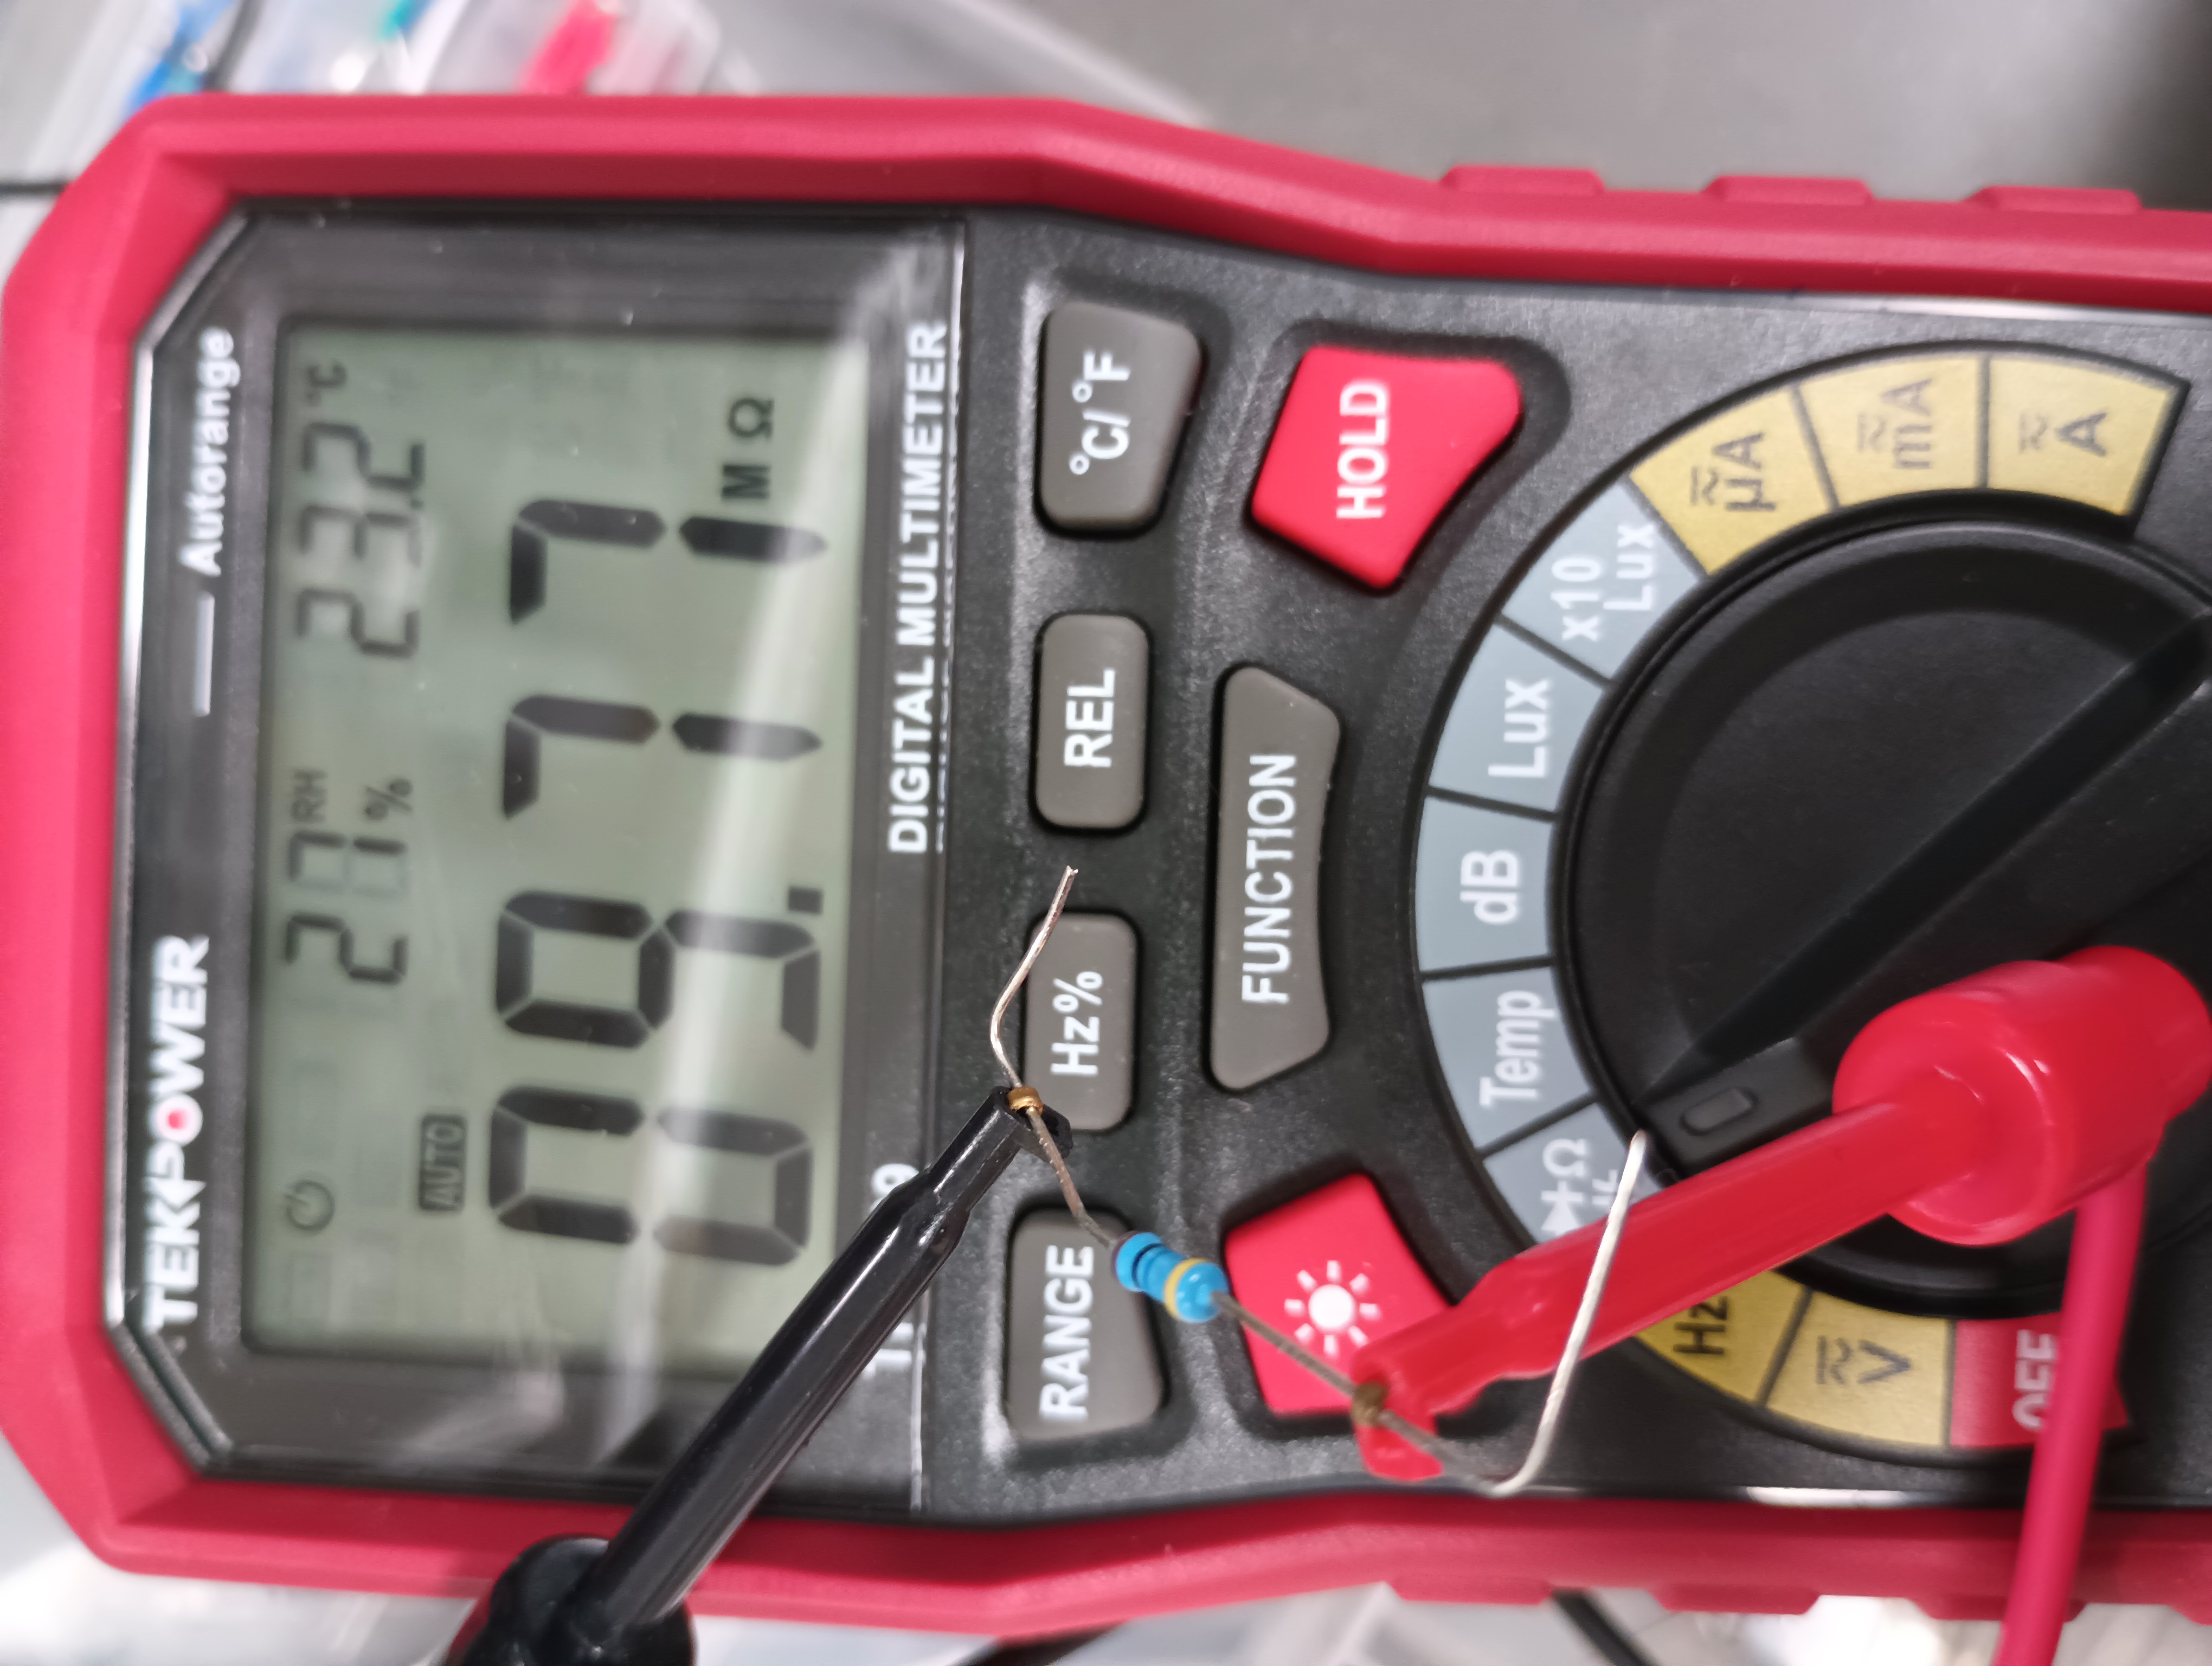 TEKPOWER
Autorange
27 RH % 23.2 °C
AUTO
09.77 MΩ
9
DIGITAL MULTIMETER
RANGE
Hz%
REL
°C/°F
FUNCTION
HOLD
Temp
dB
Lux
x10
Lux
Ω
Hz
V
OFF
µA
mA
A